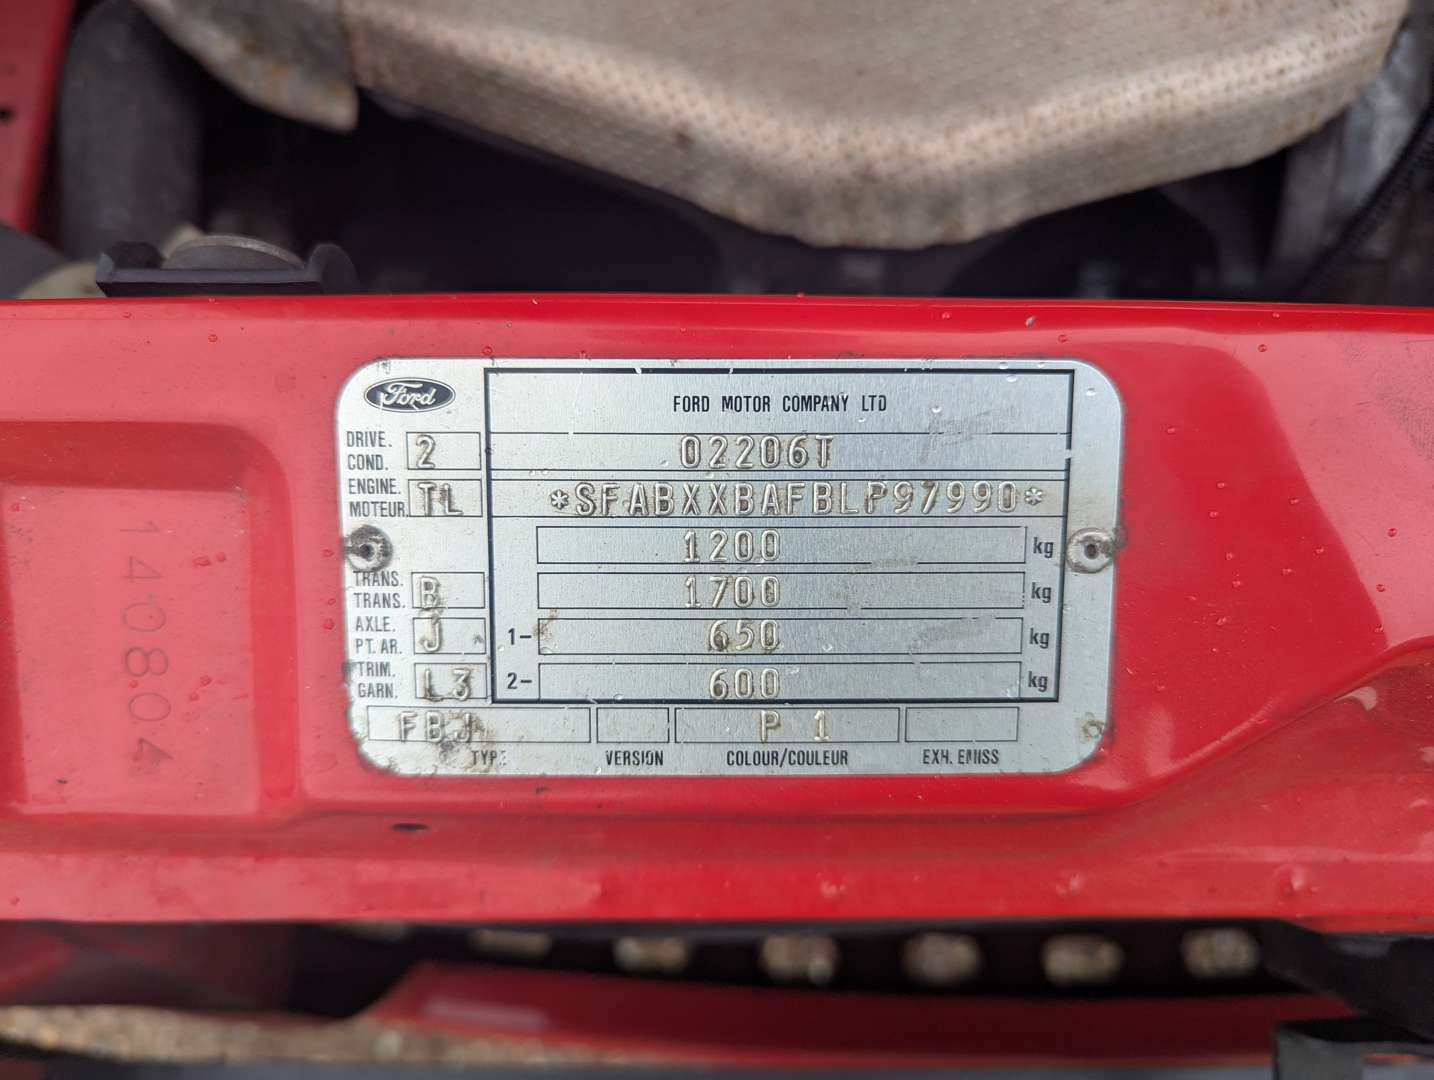 Ford
FORD MOTOR COMPANY LTD
DRIVE. COND. 2
02206T
ENGINE. MOTEUR. TL
*SFABXXBAFBLP97990*
1200 kg
TRANS. TRANS. B
1700 kg
AXLE. PT. AR. J
1- 650 kg
TRIM. GARN. L3
2- 600 kg
FBJ P 1
TYPE VERSION COLOUR/COULEUR EXH. EMISS
140804